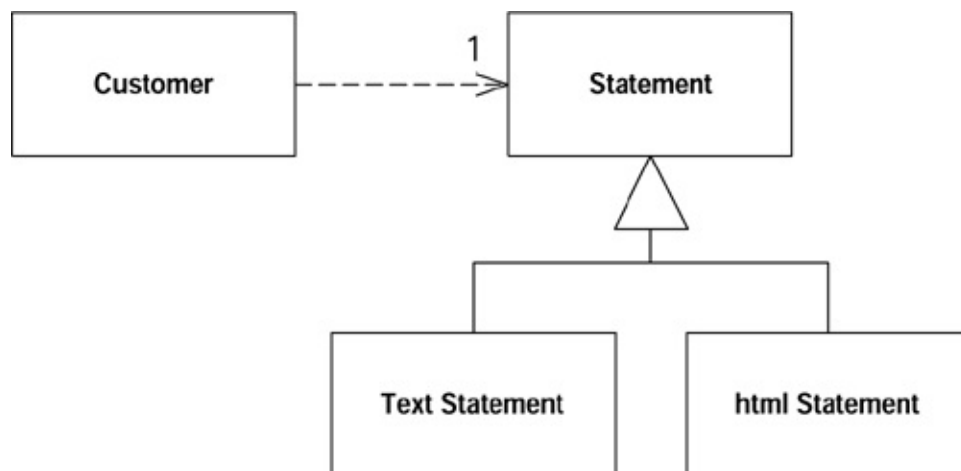 1
Customer
Statement
Text Statement
html Statement